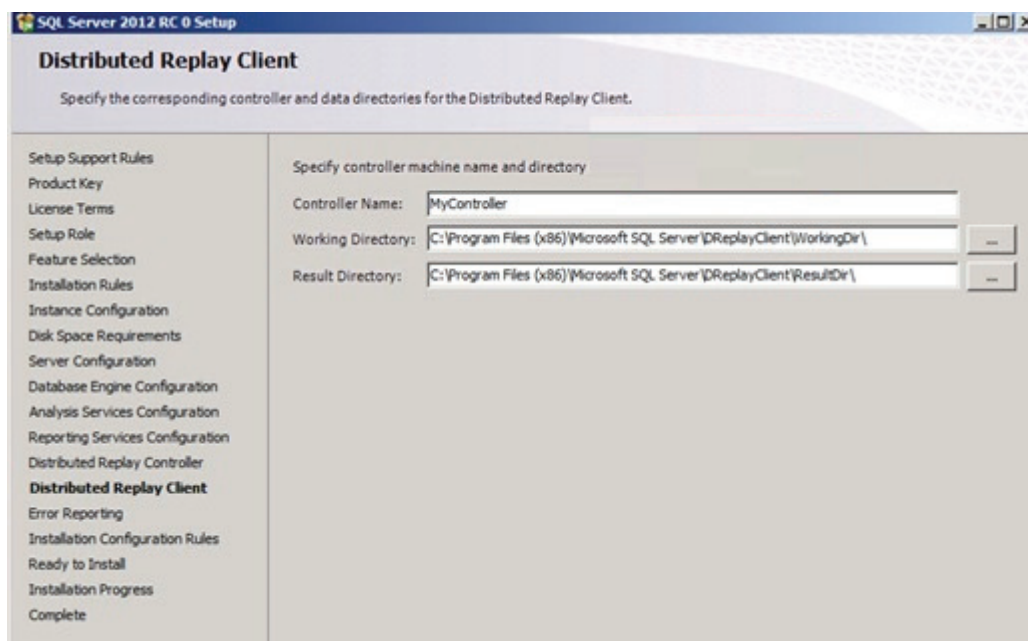 SQL Server 2012 RC 0 Setup
Distributed Replay Client
Specify the corresponding controller and data directories for the Distributed Replay Client.
Setup Support Rules
Product Key
License Terms
Setup Role
Feature Selection
Installation Rules
Instance Configuration
Disk Space Requirements
Server Configuration
Database Engine Configuration
Analysis Services Configuration
Reporting Services Configuration
Distributed Replay Controller
Distributed Replay Client
Error Reporting
Installation Configuration Rules
Ready to Install
Installation Progress
Complete
Specify controller machine name and directory
Controller Name: MyController
Working Directory: C:\Program Files (x86)\Microsoft SQL Server\DReplayClient\WorkingDir\ ...
Result Directory: C:\Program Files (x86)\Microsoft SQL Server\DReplayClient\ResultDir\ ...